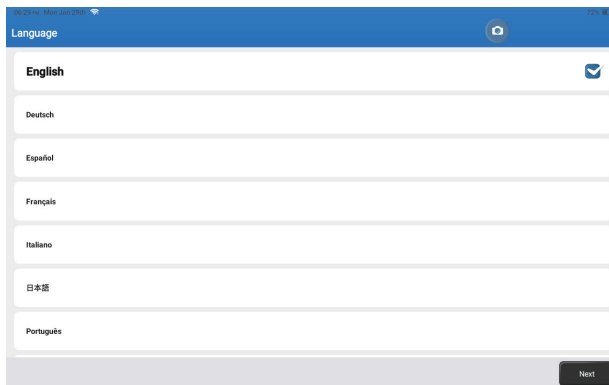 Language
English
Deutsch
Español
Français
Italiano
日本語
Português
Next